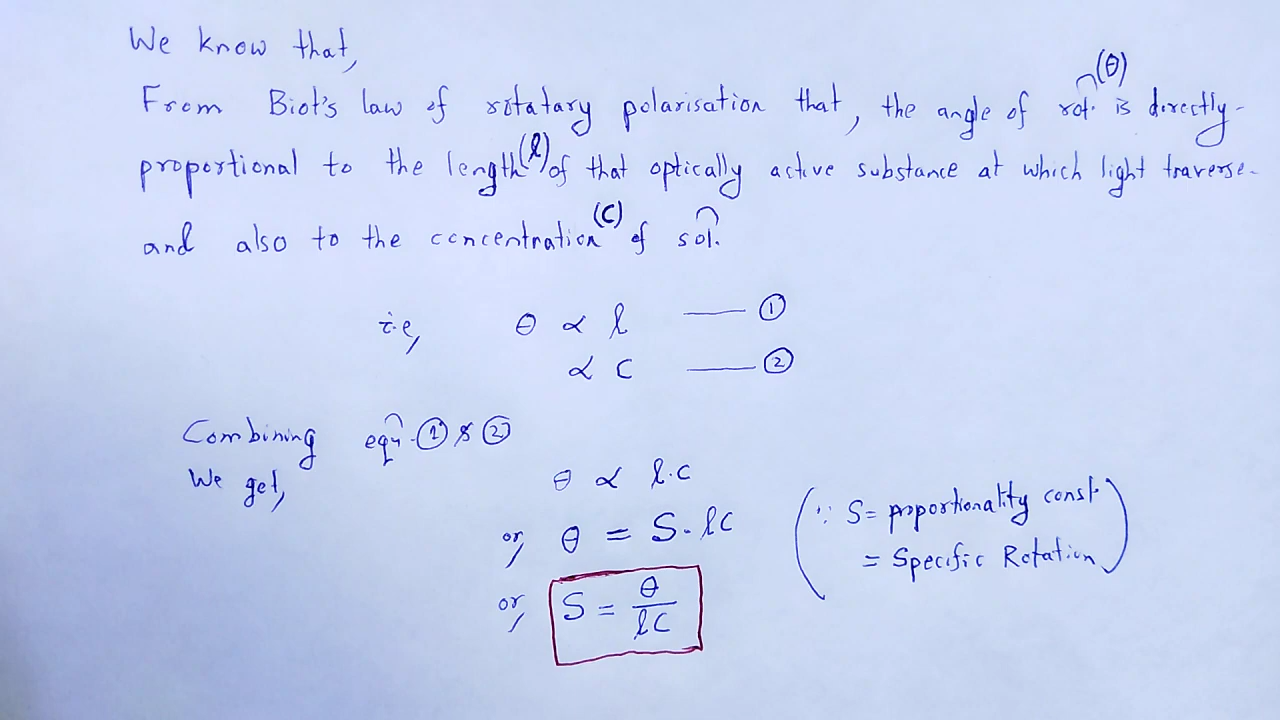 We know that,
From Biot's law of rotatary polarisation that, the angle of rot. (θ) is directly-
proportional to the length (l) of that optically active substance at which light traverse-
and also to the concentration (C) of sol.
i.e, θ ∝ l —— ①
∝ C —— ②
Combining eqn. ① & ②
We get,
θ ∝ l.C
or, θ = S. lC
(∵ S = proportionality const.
= Specific Rotation)
or, S = θ/lC